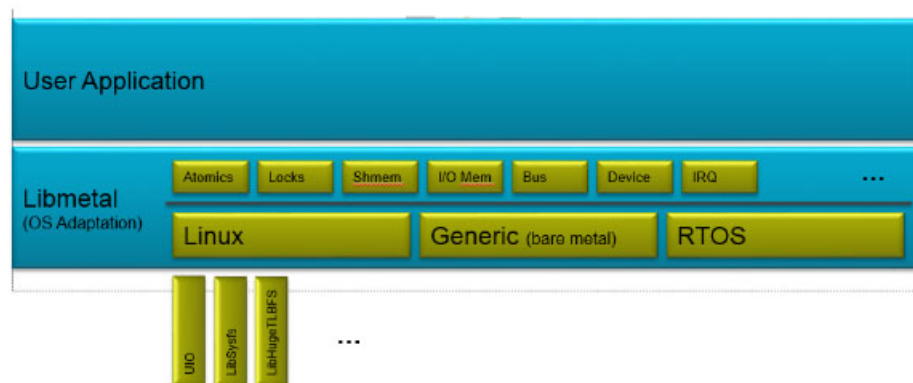 User Application
Atomics Locks Shmem I/O Mem Bus Device IRQ ...
Libmetal
(OS Adaptation)
Linux Generic (bare metal) RTOS
UIO
LibSysfs
LibHugeTLBFS
...